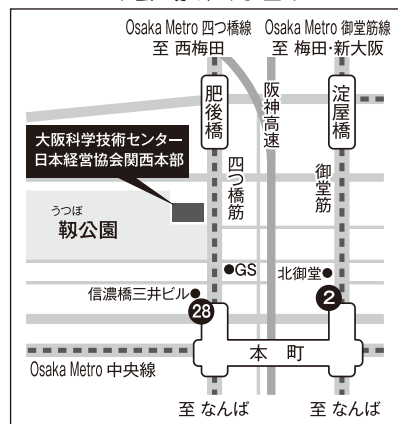 Osaka Metro 四つ橋線
至 西梅田
Osaka Metro 御堂筋線
至 梅田・新大阪
肥後橋
阪神高速
淀屋橋
大阪科学技術センター
日本経営協会関西本部
四つ橋筋
御堂筋
うつぼ
靱公園
GS
北御堂
信濃橋三井ビル
28
2
本町
Osaka Metro 中央線
至 なんば
至 なんば